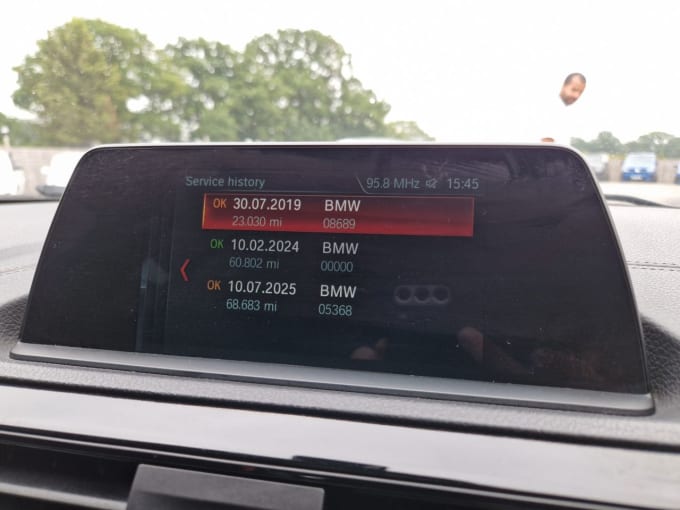 Service history 95.8 MHz 15:45
OK 30.07.2019 BMW
23.030 mi 08689
OK 10.02.2024 BMW
60.802 mi 00000
OK 10.07.2025 BMW
68.683 mi 05368